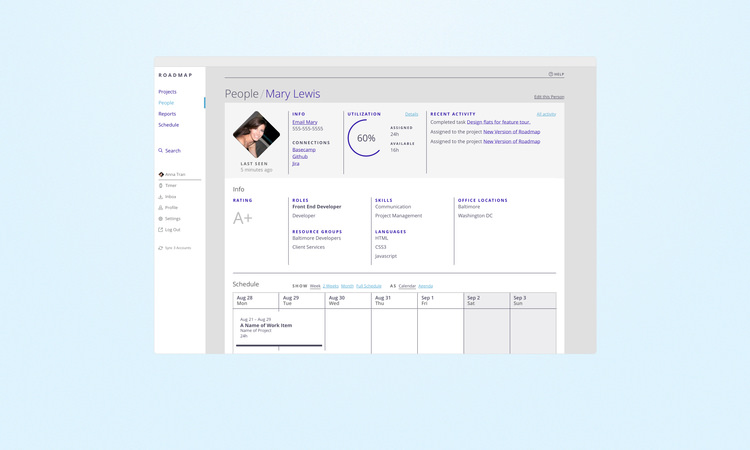 ROADMAP
Projects
People
Reports
Schedule
Search
Anna Tran
Timer
Inbox
Profile
Settings
Log Out
Sync 3 Accounts
HELP
People / Mary Lewis
Edit this Person
LAST SEEN
5 minutes ago
INFO
Email Mary
555-555-5555
CONNECTIONS
Basecamp
Github
Jira
UTILIZATION
Details
60%
ASSIGNED
24h
AVAILABLE
16h
RECENT ACTIVITY
All activity
Completed task Design flats for feature tour.
Assigned to the project New Version of Roadmap
Assigned to the project New Version of Roadmap
Info
RATING
A+
ROLES
Front End Developer
Developer
RESOURCE GROUPS
Baltimore Developers
Client Services
SKILLS
Communication
Project Management
LANGUAGES
HTML
CSS3
Javascript
OFFICE LOCATIONS
Baltimore
Washington DC
Schedule
SHOW Week 2 Weeks Month Full Schedule AS Calendar Agenda
Aug 28 Aug 29 Aug 30 Aug 31 Sep 1 Sep 2 Sep 3
Mon Tue Wed Thu Fri Sat Sun
Aug 21 – Aug 29
A Name of Work Item
Name of Project
24h